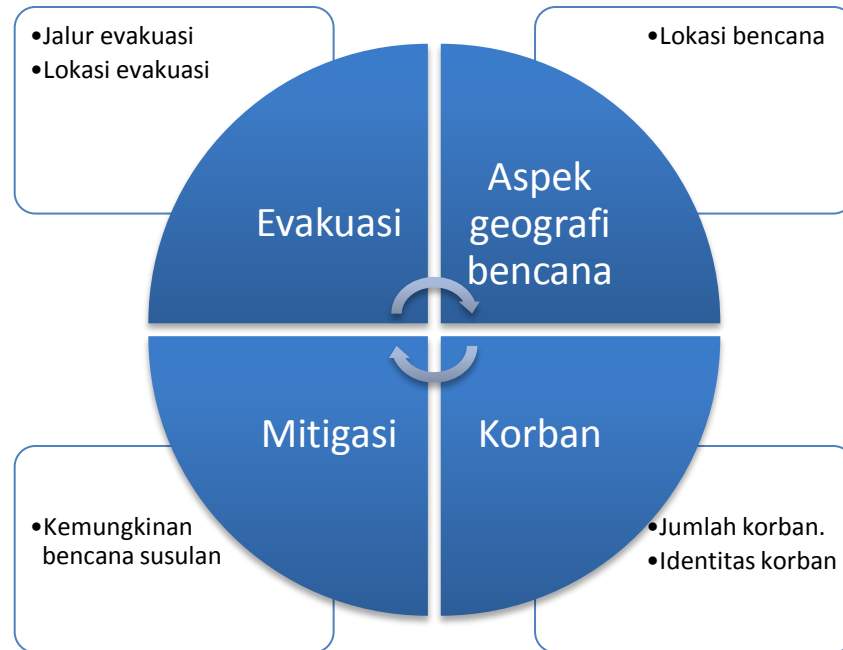 •Jalur evakuasi
•Lokasi evakuasi
•Lokasi bencana
Evakuasi
Aspek
geografi
bencana
Mitigasi
Korban
•Kemungkinan
bencana susulan
•Jumlah korban.
•Identitas korban